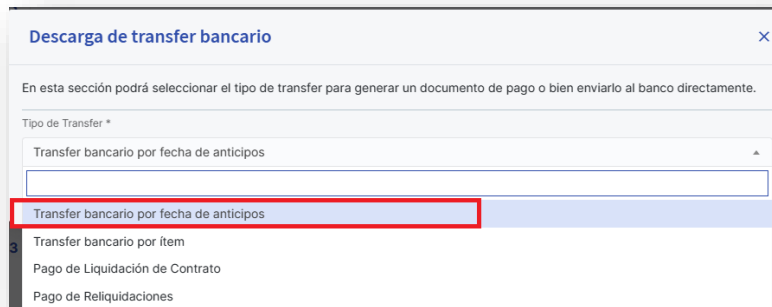 Descarga de transfer bancario
En esta sección podrá seleccionar el tipo de transfer para generar un documento de pago o bien enviarlo al banco directamente.
Tipo de Transfer *
Transfer bancario por fecha de anticipos
Transfer bancario por fecha de anticipos
Transfer bancario por ítem
3
Pago de Liquidación de Contrato
Pago de Reliquidaciones